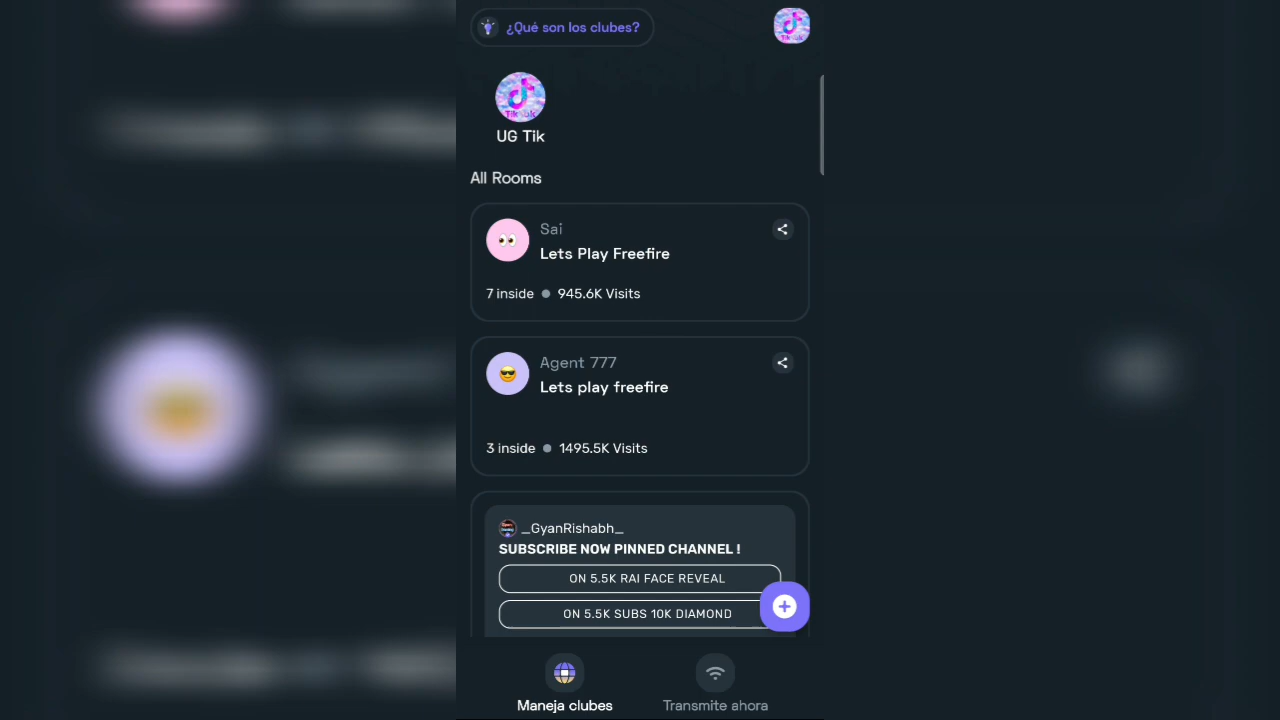 ¿Qué son los clubes?
UG Tik
All Rooms
Sai
Lets Play Freefire
7 inside 945.6K Visits
Agent 777
Lets play freefire
3 inside 1495.5K Visits
_GyanRishabh_
SUBSCRIBE NOW PINNED CHANNEL !
ON 5.5K RAI FACE REVEAL
ON 5.5K SUBS 10K DIAMOND
Maneja clubes
Transmite ahora